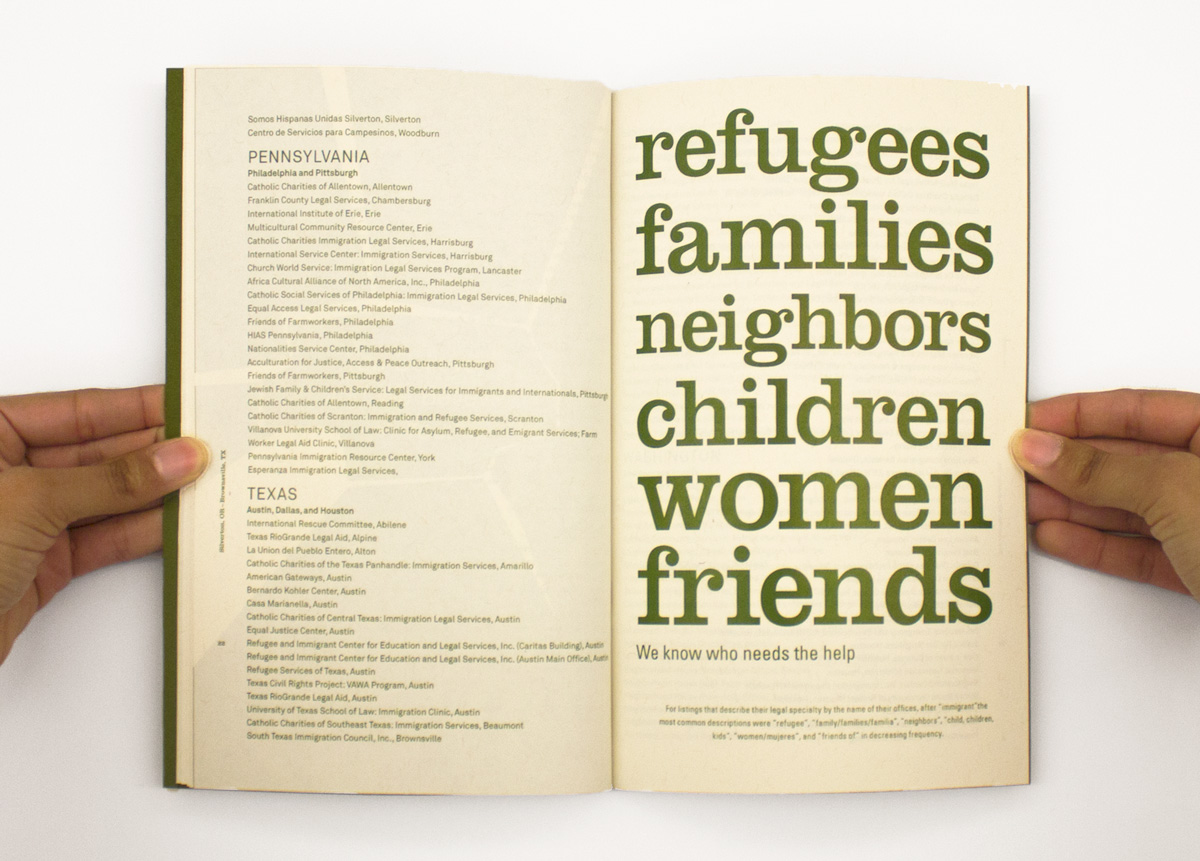 Somos Hispanas Unidas Silverton, Silverton
Centro de Servicios para Campesinos, Woodburn
PENNSYLVANIA
Philadelphia and Pittsburgh
Catholic Charities of Allentown, Allentown
Franklin County Legal Services, Chambersburg
International Institute of Erie, Erie
Multicultural Community Resource Center, Erie
Catholic Charities Immigration Legal Services, Harrisburg
International Service Center: Immigration Services, Harrisburg
Church World Service: Immigration Legal Services Program, Lancaster
Africa Cultural Alliance of North America, Inc., Philadelphia
Catholic Social Services of Philadelphia: Immigration Legal Services, Philadelphia
Equal Access Legal Services, Philadelphia
Friends of Farmworkers, Philadelphia
HIAS Pennsylvania, Philadelphia
Nationalities Service Center, Philadelphia
Acculturation for Justice, Access & Peace Outreach, Pittsburgh
Friends of Farmworkers, Pittsburgh
Jewish Family & Children's Service: Legal Services for Immigrants and Internationals, Pittsburgh
Catholic Charities of Allentown, Reading
Catholic Charities of Scranton: Immigration and Refugee Services, Scranton
Villanova University School of Law: Clinic for Asylum, Refugee, and Emigrant Services; Farm
Worker Legal Aid Clinic, Villanova
Pennsylvania Immigration Resource Center, York
Esperanza Immigration Legal Services,
TEXAS
Austin, Dallas, and Houston
International Rescue Committee, Abilene
Texas RioGrande Legal Aid, Alpine
La Union del Pueblo Entero, Alton
Catholic Charities of the Texas Panhandle: Immigration Services, Amarillo
American Gateways, Austin
Bernardo Kohler Center, Austin
Casa Marianella, Austin
Catholic Charities of Central Texas: Immigration Legal Services, Austin
Equal Justice Center, Austin
Refugee and Immigrant Center for Education and Legal Services, Inc. (Caritas Building), Austin
Refugee and Immigrant Center for Education and Legal Services, Inc. (Austin Main Office), Austin
Refugee Services of Texas, Austin
Texas Civil Rights Project: VAWA Program, Austin
Texas RioGrande Legal Aid, Austin
University of Texas School of Law: Immigration Clinic, Austin
Catholic Charities of Southeast Texas: Immigration Services, Beaumont
South Texas Immigration Council, Inc., Brownsville
Silverton, OR – Brownsville, TX
refugees
families
neighbors
children
women
friends
We know who needs the help
For listings that describe their legal specialty by the name of their offices, after "immigrant"the
most common descriptions were "refugee", "family/families/familia", "neighbors", "child, children,
kids", "women/mujeres", and "friends of" in decreasing frequency.